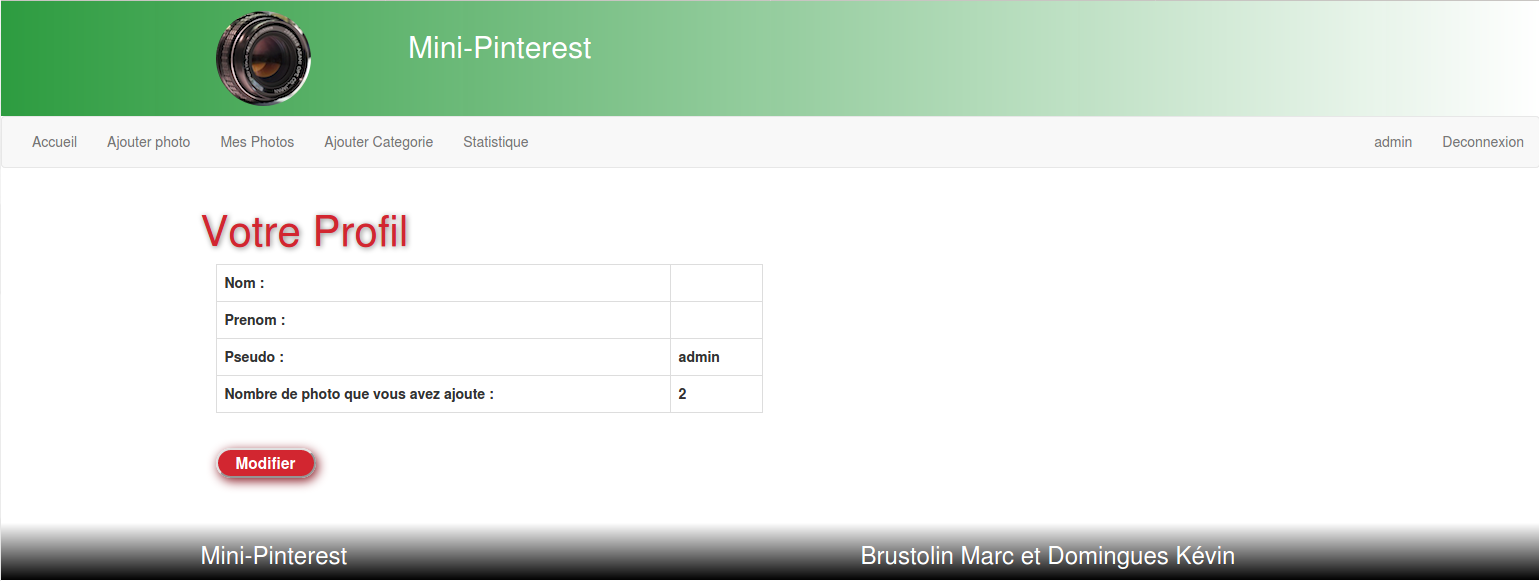 Mini-Pinterest
Accueil Ajouter photo Mes Photos Ajouter Categorie Statistique admin Deconnexion
Votre Profil
Nom :
Prenom :
Pseudo : admin
Nombre de photo que vous avez ajoute : 2
Modifier
Mini-Pinterest Brustolin Marc et Domingues Kévin